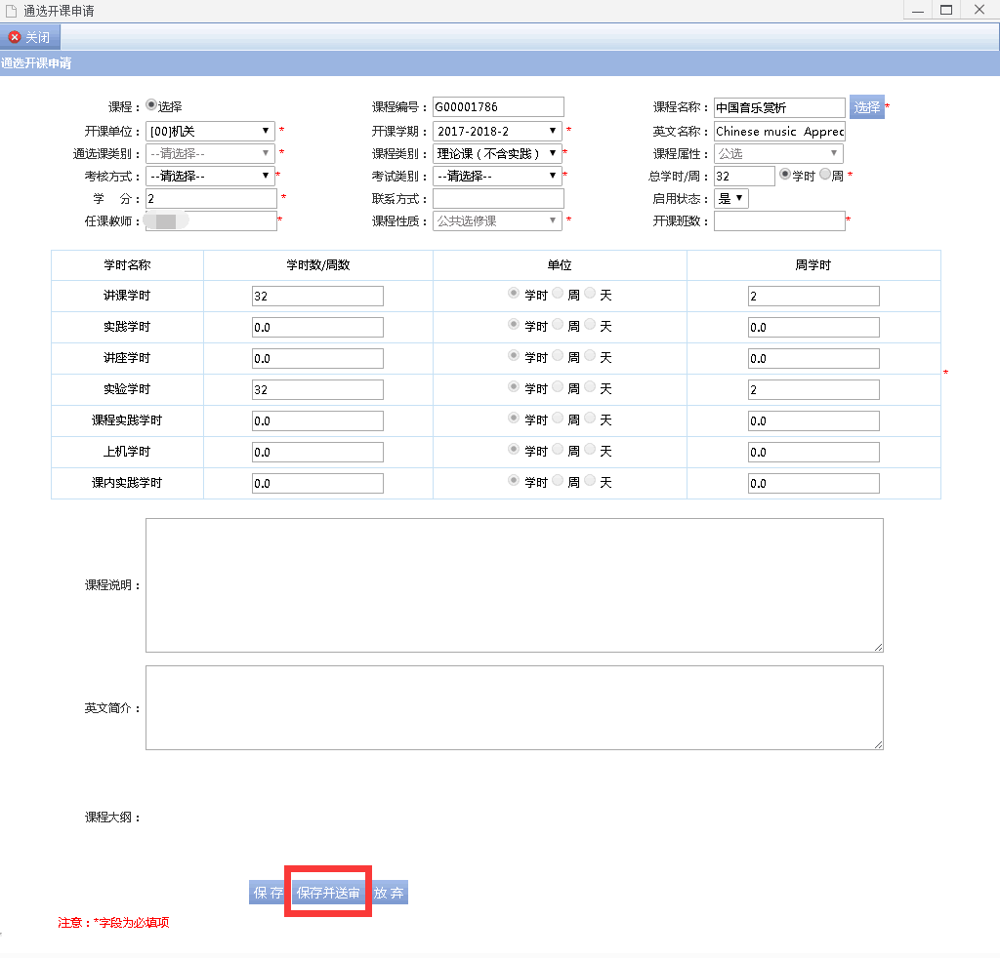 通选开课申请
关闭
通选开课申请
课程： 选择 课程编号： G00001786 课程名称： 中国音乐赏析 选择 *
开课单位： [00]机关 * 开课学期： 2017-2018-2 * 英文名称： Chinese music Apprec
通选课类别： --请选择-- * 课程类别： 理论课（不含实践） * 课程属性： 公选
考核方式： --请选择-- * 考试类别： --请选择-- * 总学时/周： 32 学时 周 *
学 分： 2 * 联系方式： 启用状态： 是
任课教师： * 课程性质： 公共选修课 * 开课班数： *
学时名称 学时数/周数 单位 周学时
讲课学时 32 学时 周 天 2
实践学时 0.0 学时 周 天 0.0
讲座学时 0.0 学时 周 天 0.0
*
实验学时 32 学时 周 天 2
课程实践学时 0.0 学时 周 天 0.0
上机学时 0.0 学时 周 天 0.0
课内实践学时 0.0 学时 周 天 0.0
课程说明：
英文简介：
课程大纲：
保 存 保存并送审 放 弃
注意：*字段为必填项